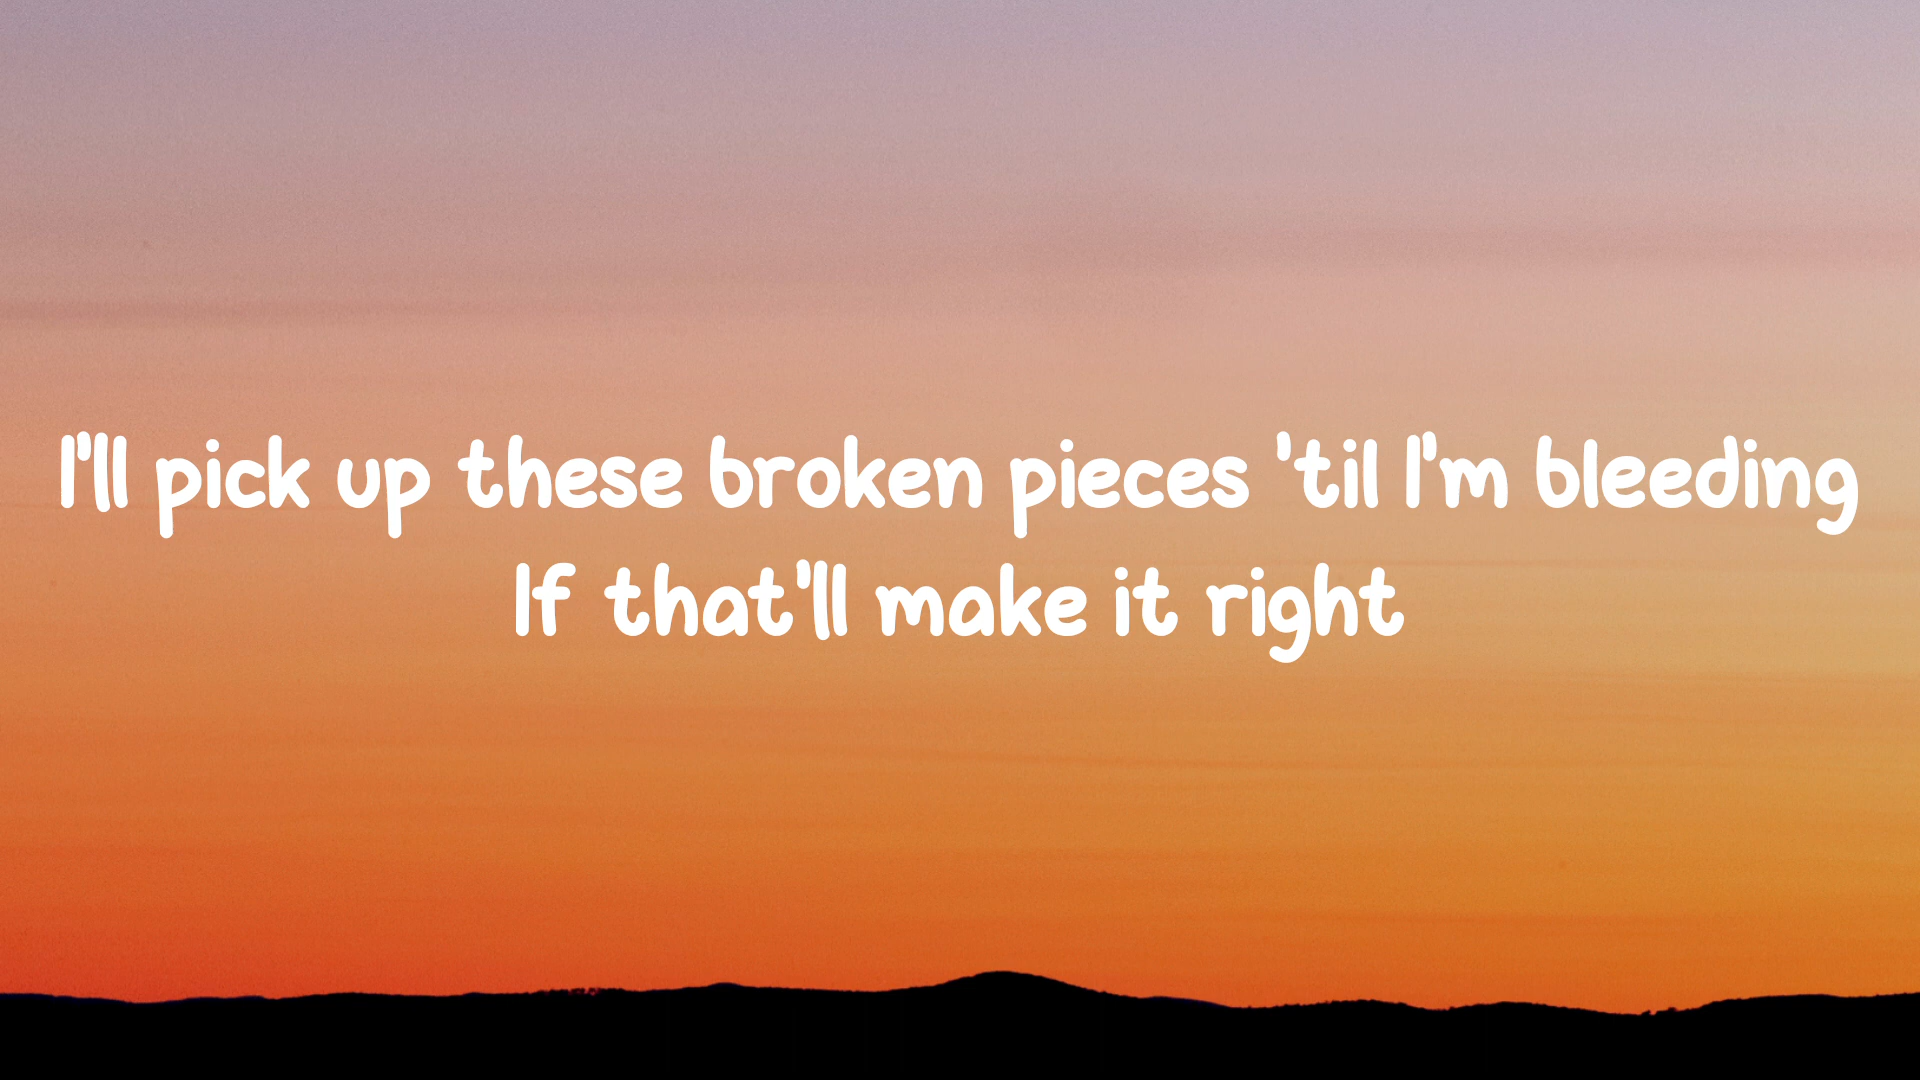 I'll pick up these broken pieces 'til I'm bleeding
If that'll make it right